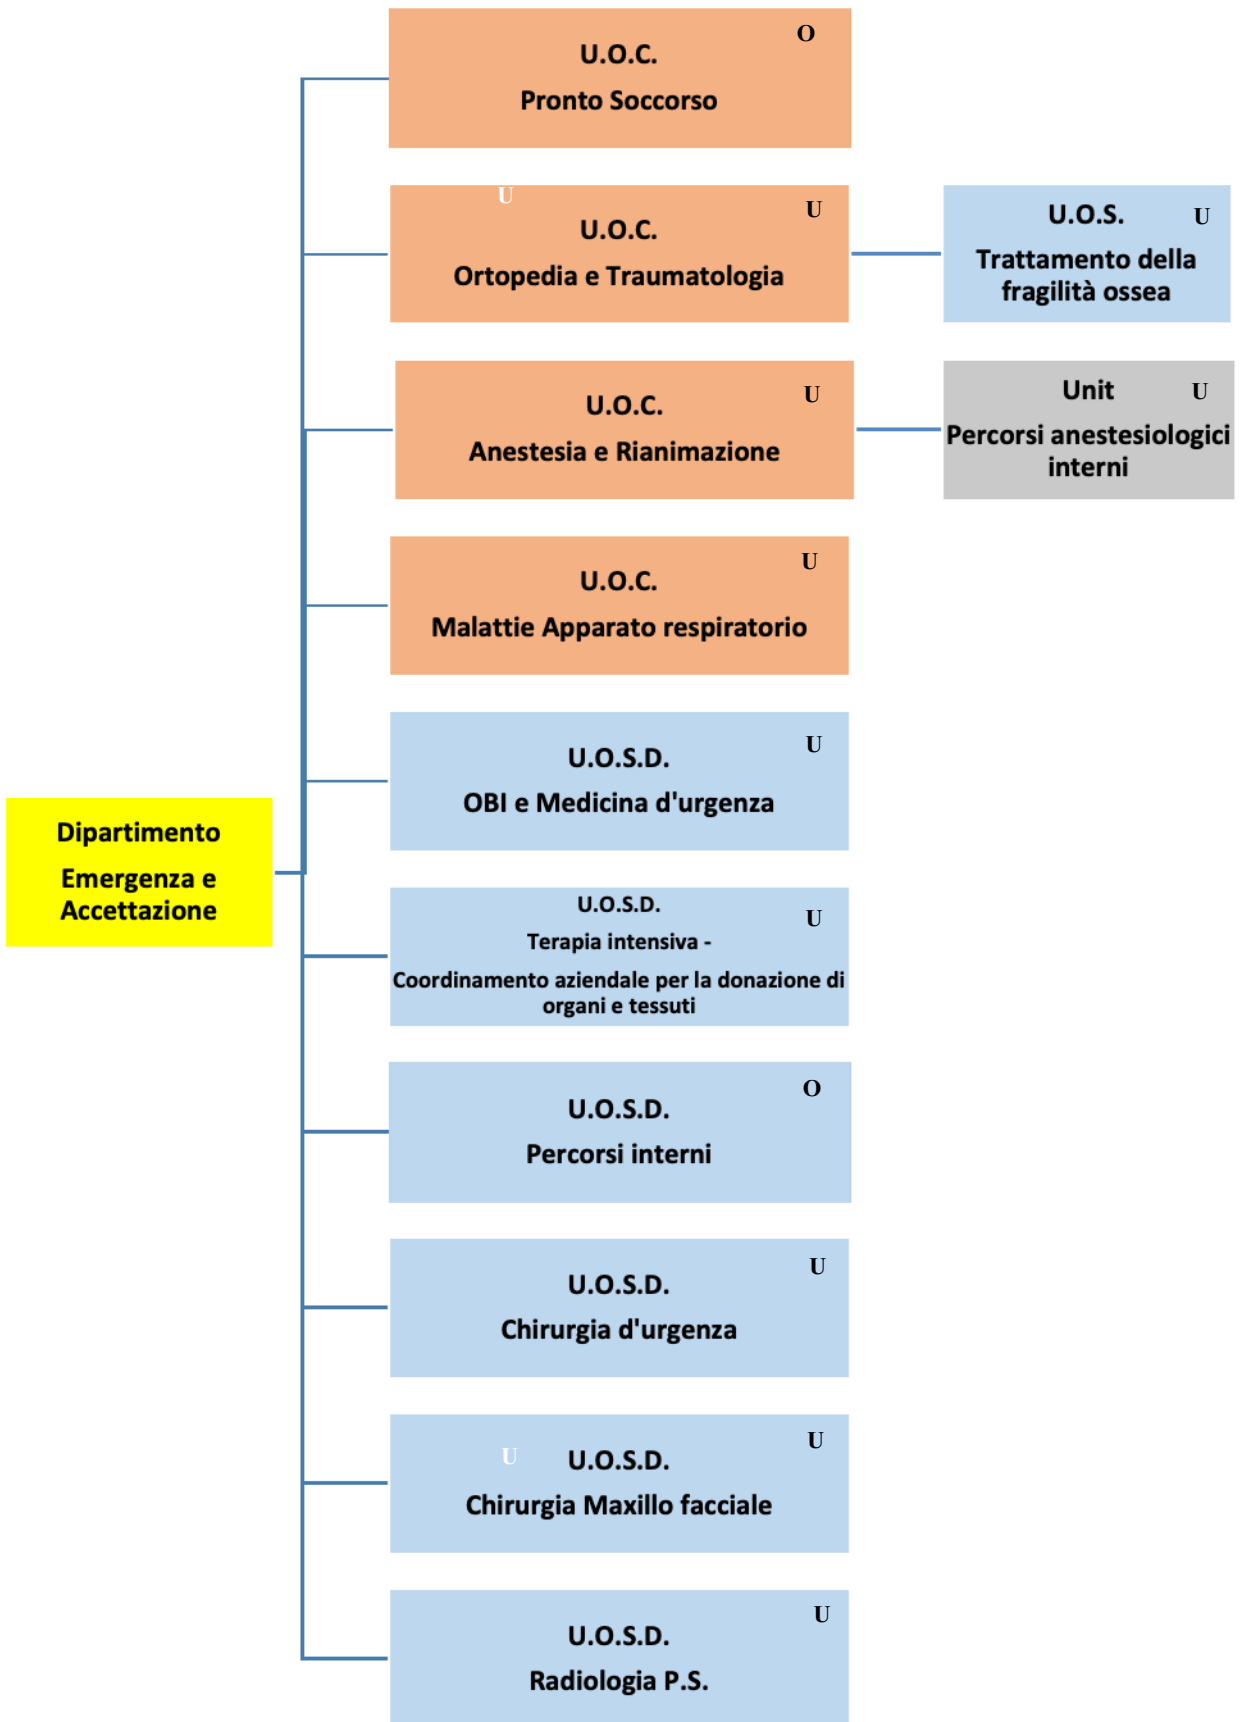 O
U.O.C.
Pronto Soccorso
U
U
U.O.C.
Ortopedia e Traumatologia
U.O.S.
U
Trattamento della
fragilità ossea
U
U.O.C.
Anestesia e Rianimazione
Unit
U
Percorsi anestesiologici
interni
U
U.O.C.
Malattie Apparato respiratorio
U
U.O.S.D.
OBI e Medicina d'urgenza
Dipartimento
Emergenza e
Accettazione
U.O.S.D.
U
Terapia intensiva -
Coordinamento aziendale per la donazione di
organi e tessuti
O
U.O.S.D.
Percorsi interni
U
U.O.S.D.
Chirurgia d'urgenza
U
U
U.O.S.D.
Chirurgia Maxillo facciale
U
U.O.S.D.
Radiologia P.S.